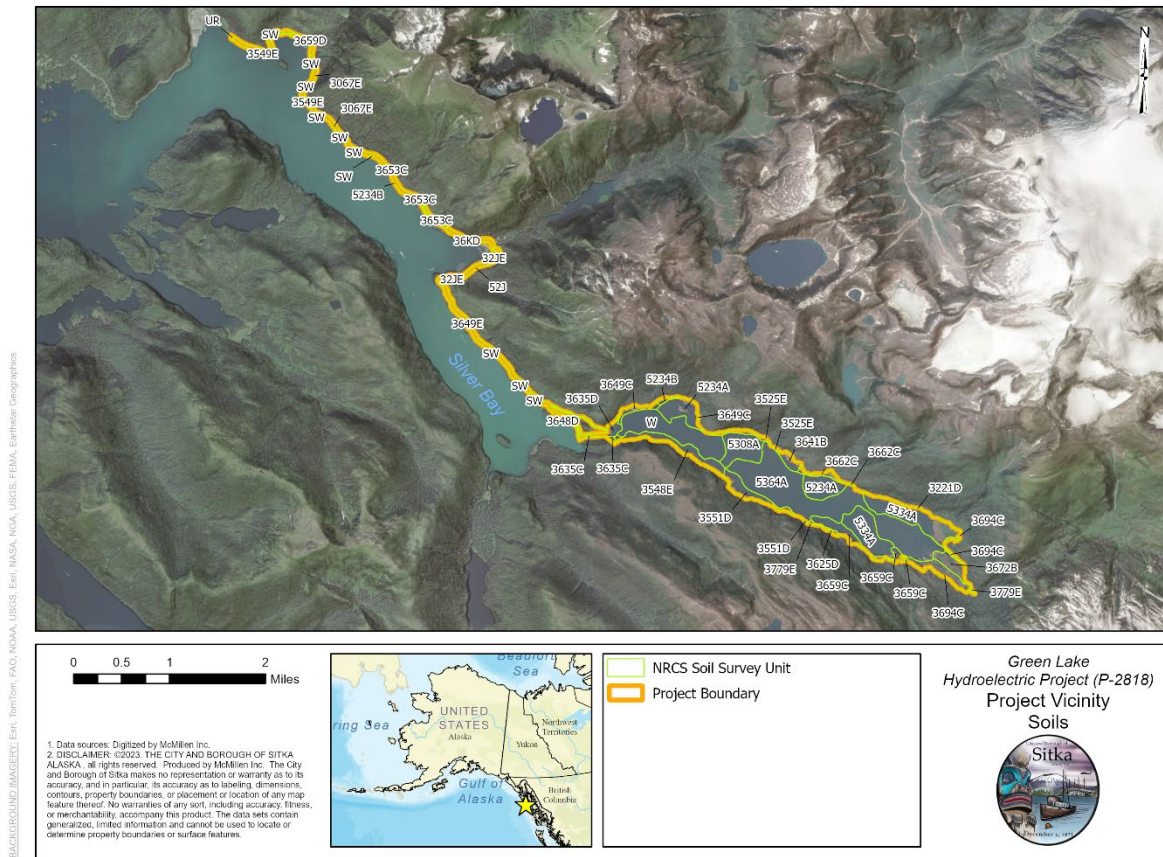 UR
SW
3659D
3549E
SW
3067E
SW
3549E
SW
3067E
SW
SW
3653C
SW
5234B
3653C
3653C
36KD
32JE
32JE
52J
3649E
SW
Silver Bay
SW
SW
3648D
3635D
3649C
5234B
5234A
3649C
3525E
3525E
W
5308A
3641B
3662C
3662C
3635C
3635C
3548E
5364A
5234A
3221D
3551D
5334A
5334A
3694C
3551D
3694C
3779E
3625D
3672B
3659C
3659C
3659C
3694C
3779E
N
BACKGROUND IMAGERY: Esri, TomTom, FAO, NOAA, USGS, Esri, NASA, NGA, USGS, FEMA, Earthstar Geographics
0 0.5 1 2
Miles
1. Data sources: Digitized by McMillen Inc.
2. DISCLAIMER: ©2023. THE CITY AND BOROUGH OF SITKA
ALASKA , all rights reserved. Produced by McMillen Inc. The City
and Borough of Sitka makes no representation or warranty as to its
accuracy, and in particular, its accuracy as to labeling, dimensions,
contours, property boundaries, or placement or location of any map
feature thereof. No warranties of any sort, including accuracy, fitness,
or merchantability, accompany this product. The data sets contain
generalized, limited information and cannot be used to locate or
determine property boundaries or surface features.
Beaufort
Sea
ring Sea
UNITED
STATES
Alaska
Yukon
Northwest
Territories
Gulf of
Alaska
British
Columbia
NRCS Soil Survey Unit
Project Boundary
Green Lake
Hydroelectric Project (P-2818)
Project Vicinity
Soils
City and Borough of
Sitka
December 2, 1971